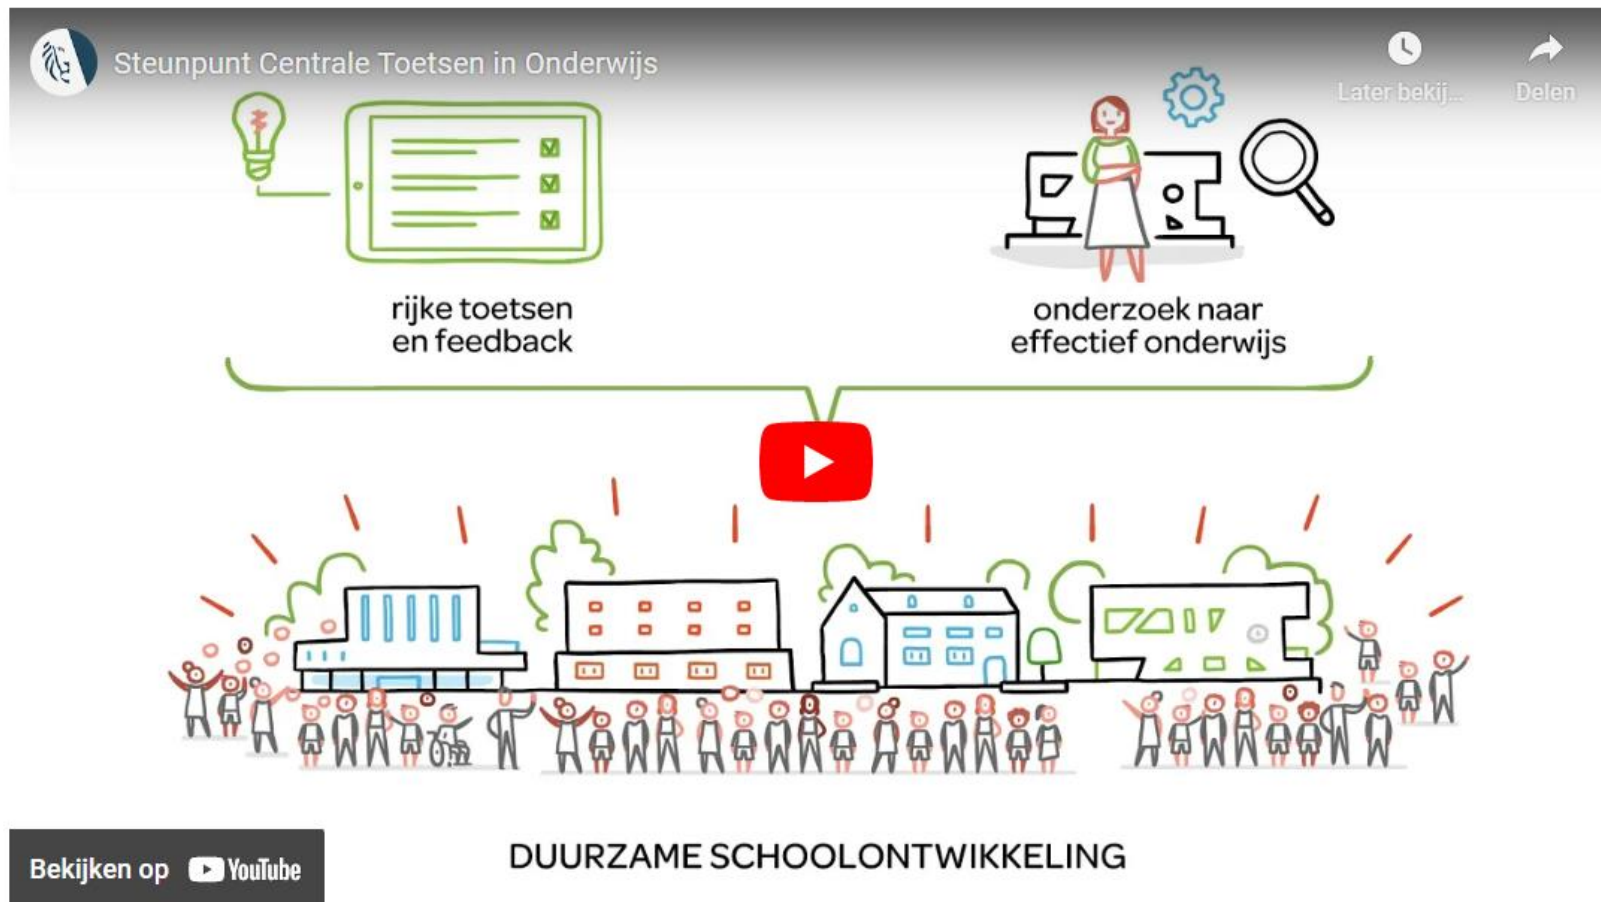 Steunpunt Centrale Toetsen in Onderwijs
Later bekij...
Delen
rijke toetsen
en feedback
onderzoek naar
effectief onderwijs
DUURZAME SCHOOLONTWIKKELING
Bekijken op YouTube